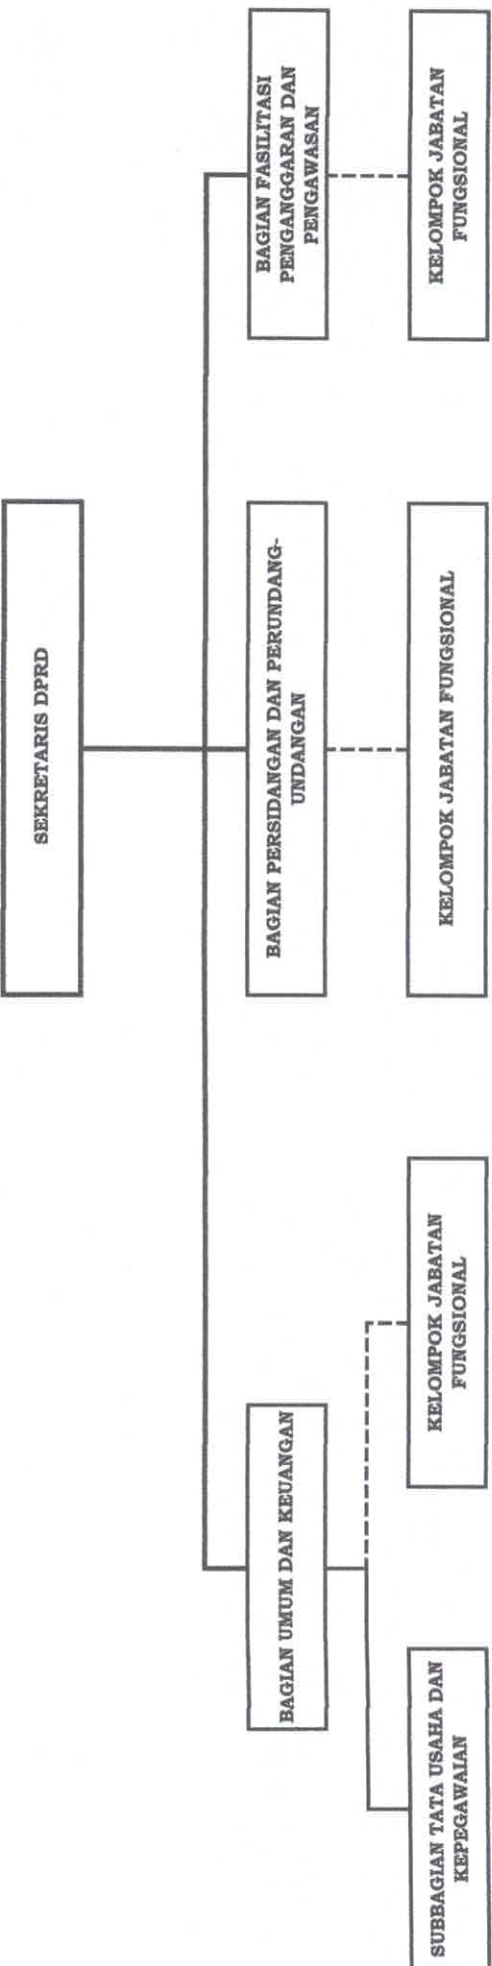 SEKRETARIS DPRD
BAGIAN UMUM DAN KEUANGAN
BAGIAN PERSIDANGAN DAN PERUNDANG-
UNDANGAN
BAGIAN FASILITASI
PENGANGGARAN DAN
PENGAWASAN
SUBBAGIAN TATA USAHA DAN
KEPEGAWAIAN
KELOMPOK JABATAN
FUNGSIONAL
KELOMPOK JABATAN FUNGSIONAL
KELOMPOK JABATAN
FUNGSIONAL